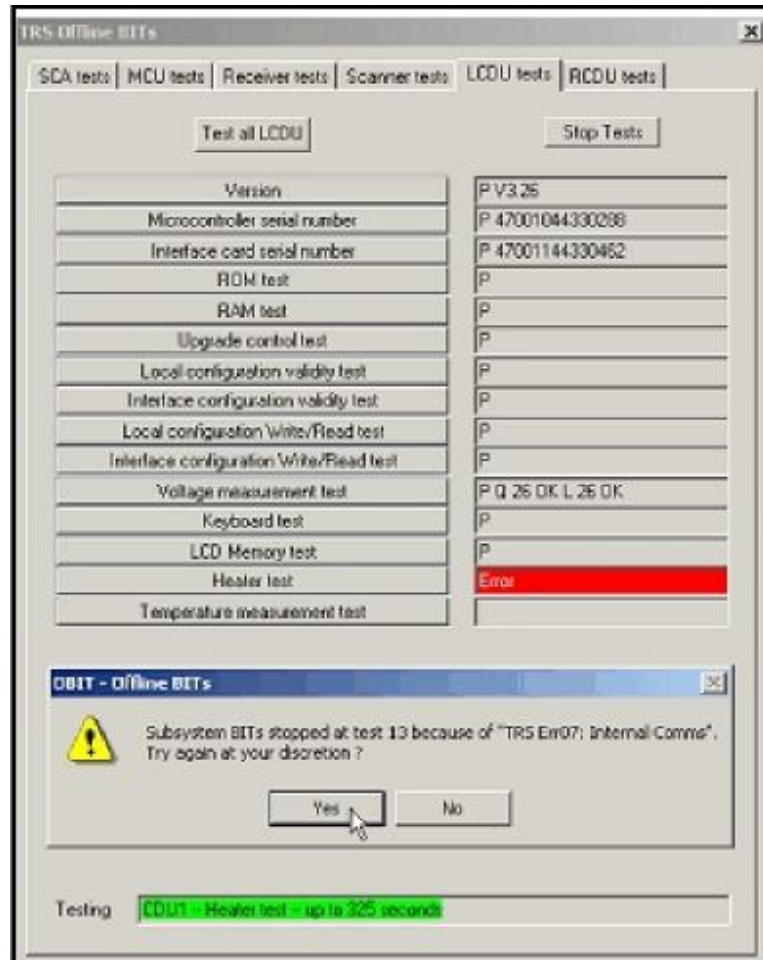 TRS Offline BITs
SCA tests MCU tests Receiver tests Scanner tests LCDU tests RCDU tests
Test all LCDU Stop Tests
Version P V3.26
Microcontroller serial number P 47001044330288
Interface card serial number P 47001144330462
ROM test P
RAM test P
Upgrade control test P
Local configuration validity test P
Interface configuration validity test P
Local configuration Write/Read test P
Interface configuration Write/Read test P
Voltage measurement test P Q 26 OK L 26 OK
Keyboard test P
LCD Memory test P
Heater test Error
Temperature measurement test
OBIT - Offline BITs
Subsystem BITs stopped at test 13 because of "TRS Err07: Internal Comms".
Try again at your discretion ?
Yes No
Testing CDU1 -- Heater test -- up to 325 seconds